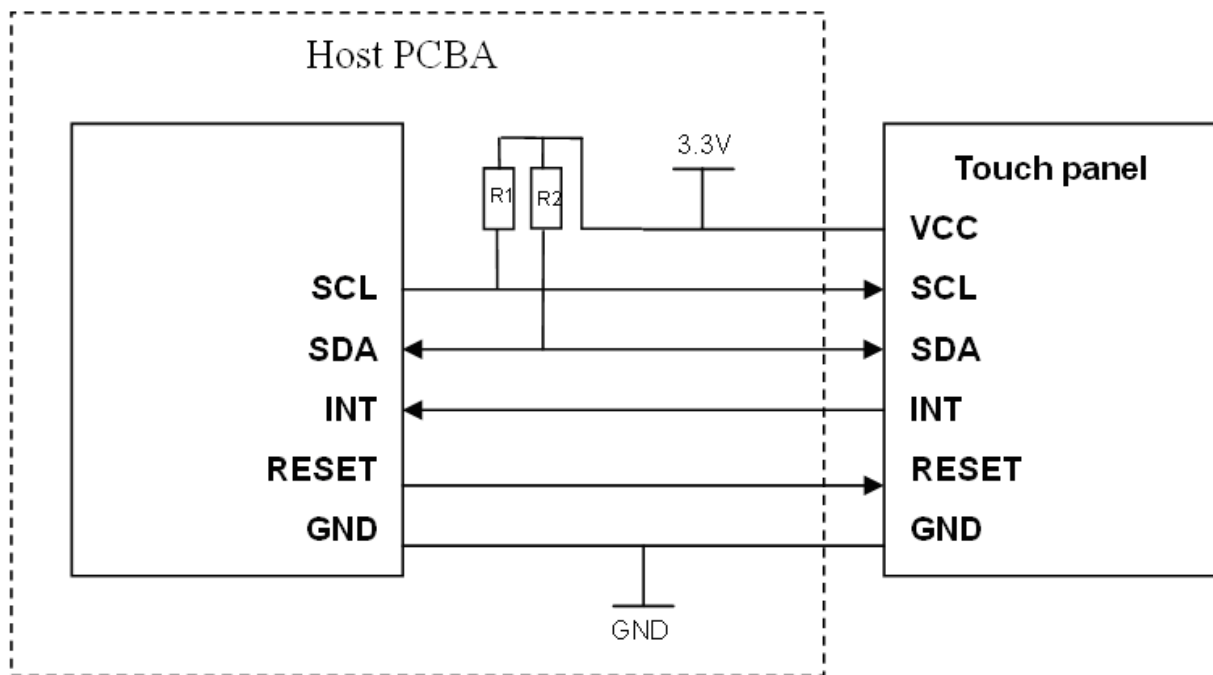 Host PCBA
3.3V
R1
R2
SCL
SDA
INT
RESET
GND
GND
Touch panel
VCC
SCL
SDA
INT
RESET
GND